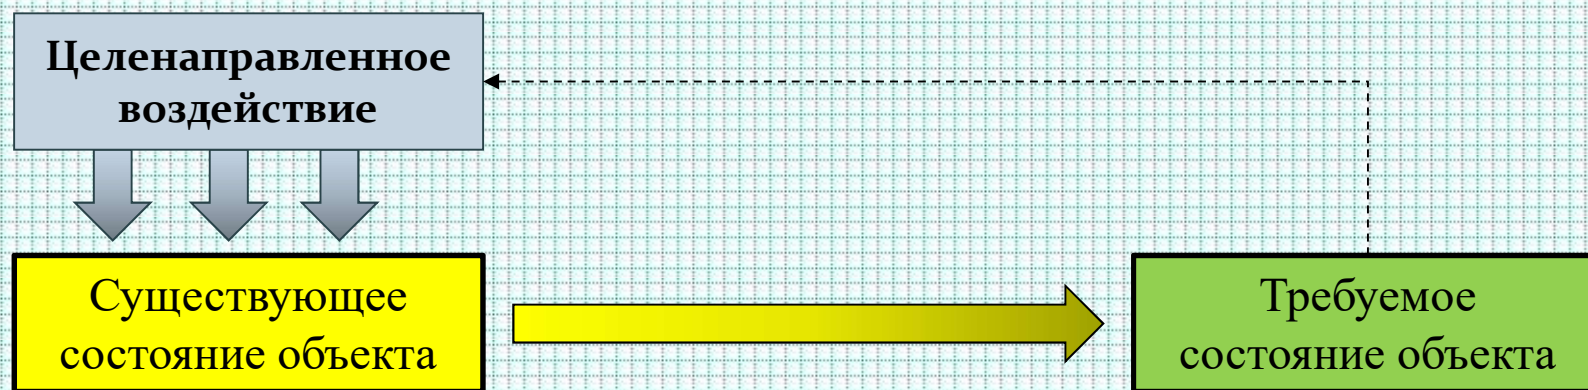 Целенаправленное
воздействие
Существующее
состояние объекта
Требуемое
состояние объекта